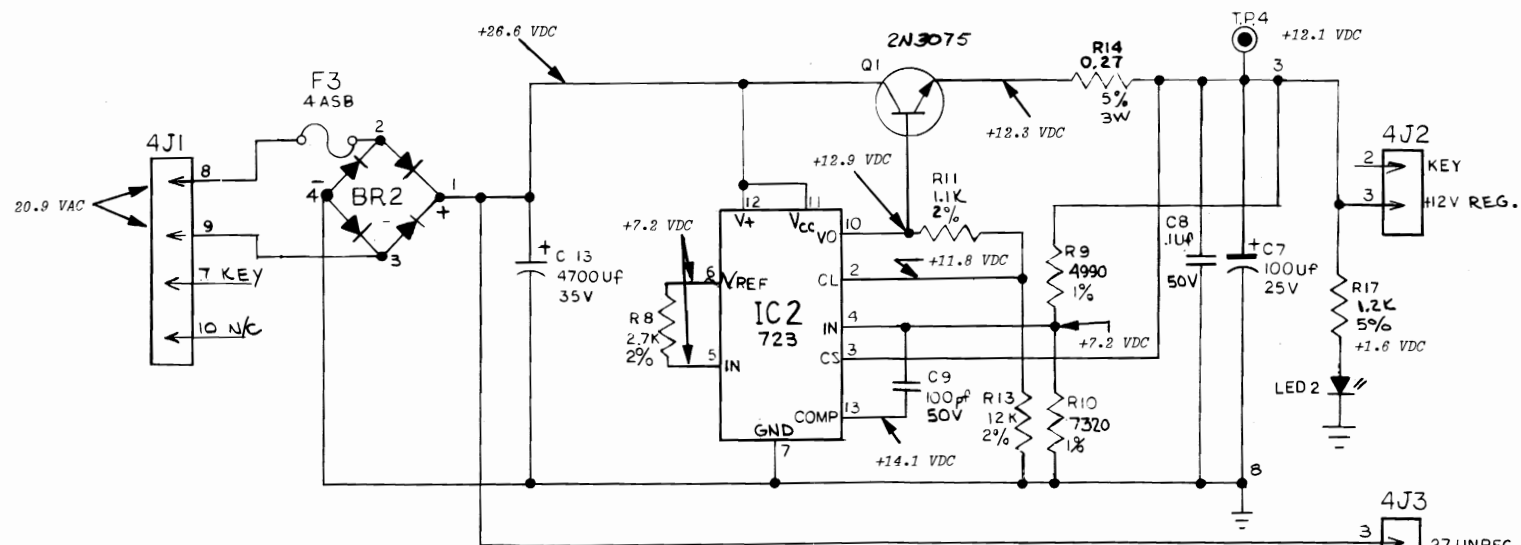 +26.6 VDC
2N3075
T.P.4
+12.1 VDC
Q1
R14
0.27
5%
3W
3
F3
4 ASB
4J1
8
9
7 KEY
10 N/C
20.9 VAC
2
4
-
BR2
1
+
3
+12.3 VDC
+12.9 VDC
4J2
2
KEY
3
+12V REG.
R11
1.1K
2%
12
V+
11
VCC
VO
10
+7.2 VDC
6
VREF
CL
2
+11.8 VDC
R9
4990
1%
C8
.1Uf
50V
+
C7
100Uf
25V
+
C 13
4700Uf
35V
R8
2.7K
2%
IC2
723
5
IN
IN
4
+7.2 VDC
CS
3
R17
1.2K
5%
+1.6 VDC
LED 2
C9
100pf
50V
COMP
13
+14.1 VDC
R13
12K
2%
R10
7320
1%
GND
7
8
4J3
3
27 UNREG